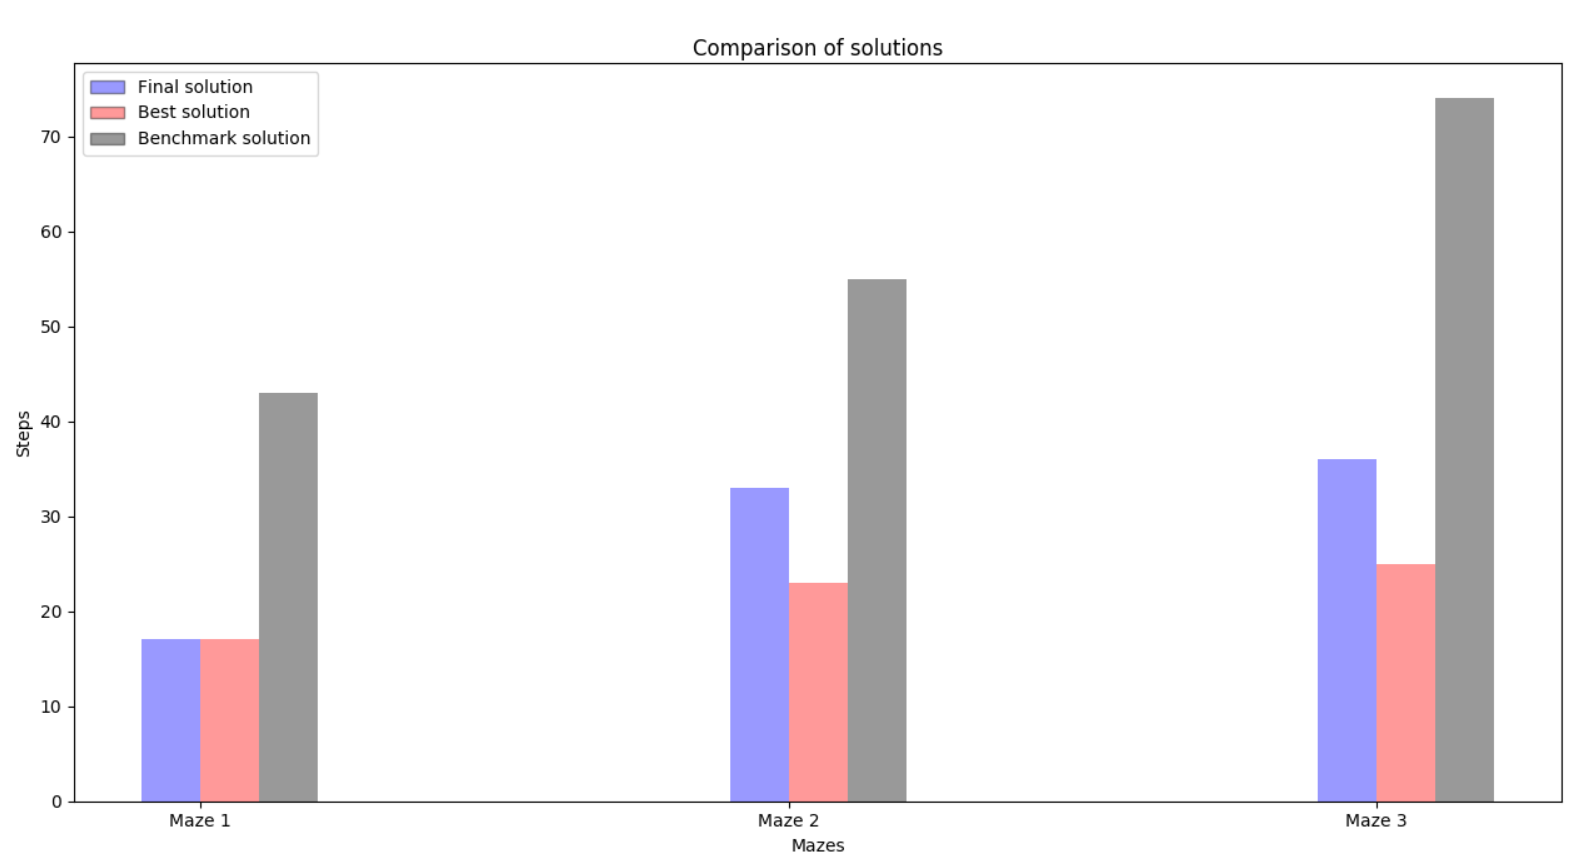 Comparison of solutions
Final solution
Best solution
Benchmark solution
70
60
50
40
30
20
10
0
Steps
Maze 1
Maze 2
Maze 3
Mazes